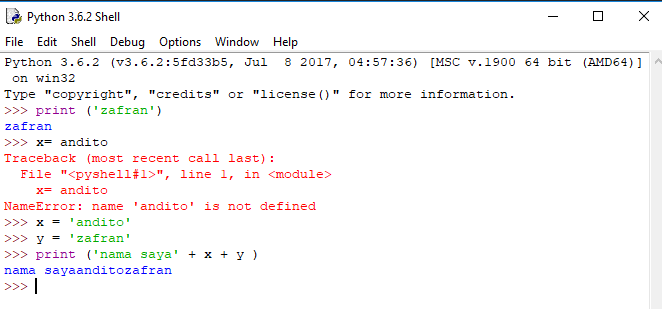 Python 3.6.2 Shell
File Edit Shell Debug Options Window Help
Python 3.6.2 (v3.6.2:5fd33b5, Jul  8 2017, 04:57:36) [MSC v.1900 64 bit (AMD64)]
 on win32
Type "copyright", "credits" or "license()" for more information.
>>> print ('zafran')
zafran
>>> x= andito
Traceback (most recent call last):
  File "<pyshell#1>", line 1, in <module>
    x= andito
NameError: name 'andito' is not defined
>>> x = 'andito'
>>> y = 'zafran'
>>> print ('nama saya' + x + y )
nama sayaanditozafran
>>>